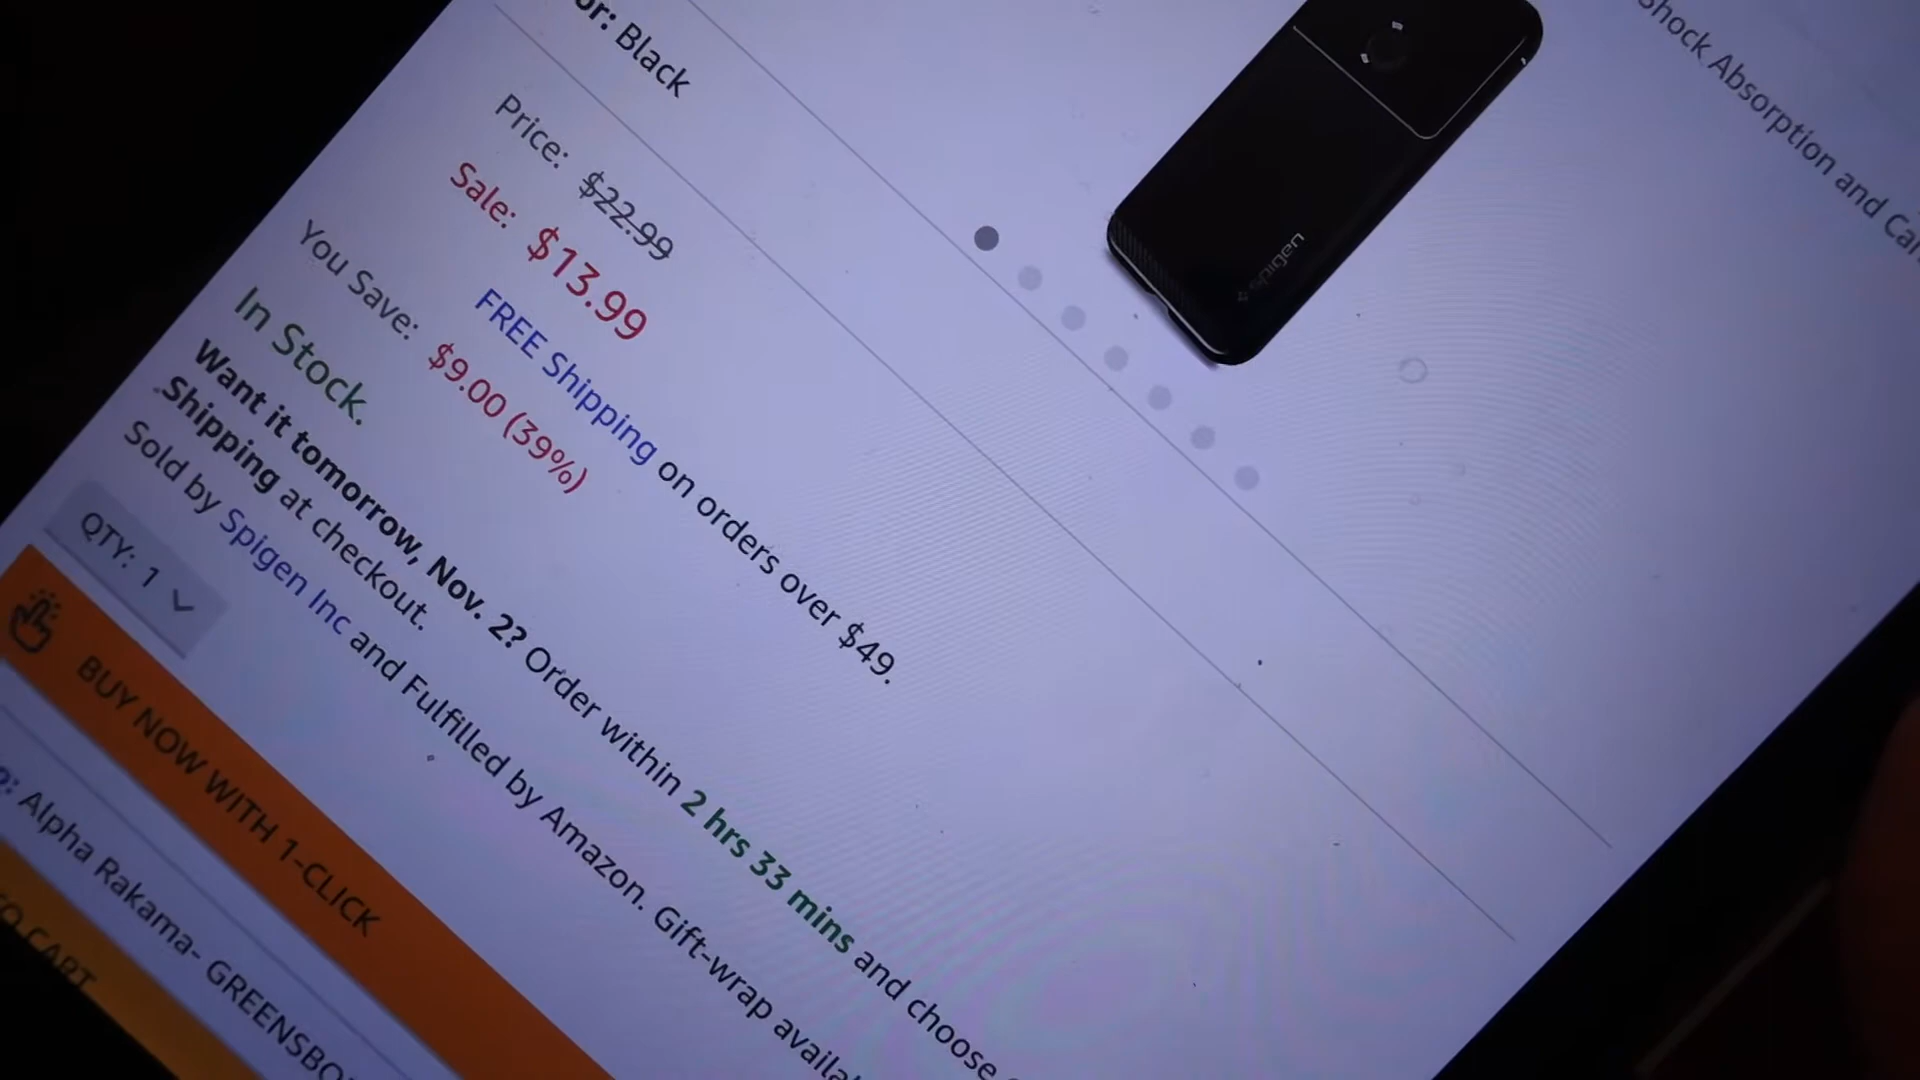 Shock Absorption and
spigen
or: Black
Price: $22.99
Sale: $13.99
FREE Shipping on orders over $49.
You Save: $9.00 (39%)
In Stock.
Want it tomorrow, Nov. 2? Order within 2 hrs 33 mins and choose
Shipping at checkout.
Sold by Spigen Inc and Fulfilled by Amazon. Gift-wrap
QTY: 1
BUY NOW WITH 1-CLICK
Alpha Rakama- GREENSBO
TO CART